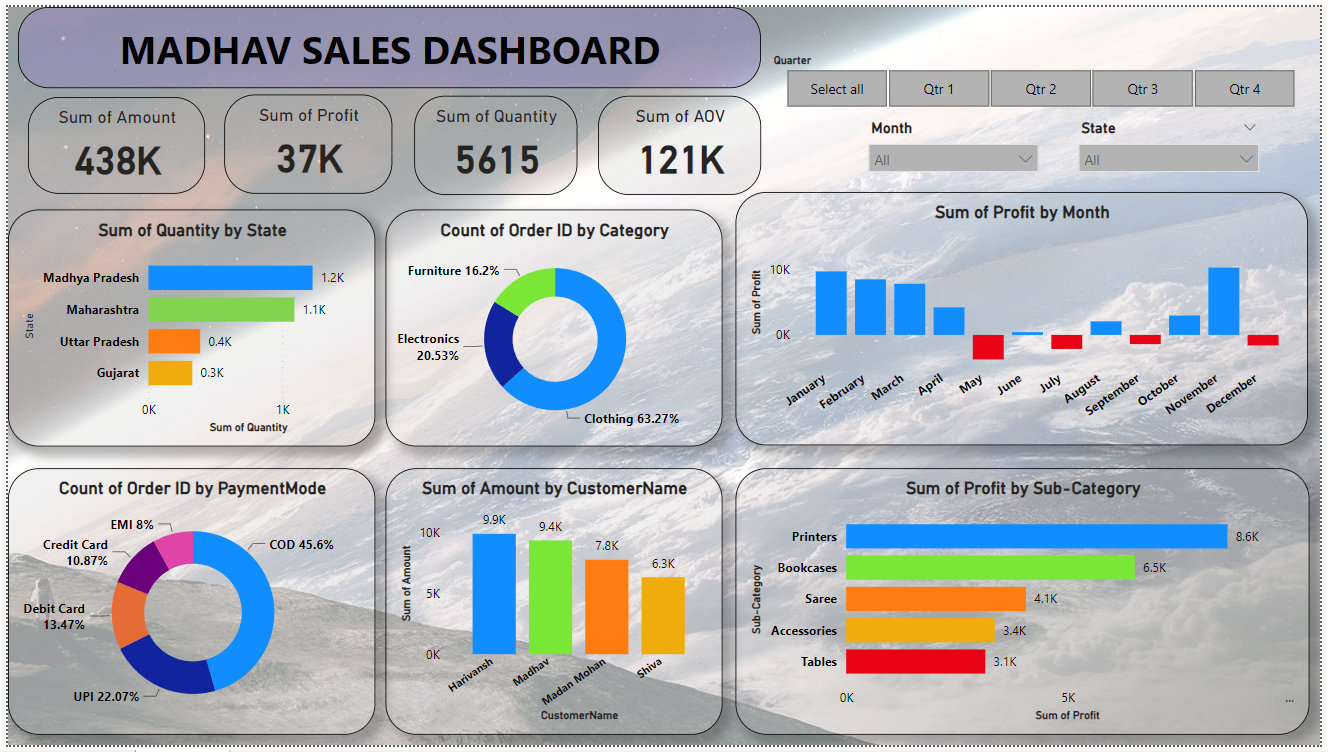 MADHAV SALES DASHBOARD
Quarter
Select all
Qtr 1
Qtr 2
Qtr 3
Qtr 4
Month
All
State
All
Sum of Amount
438K
Sum of Profit
37K
Sum of Quantity
5615
Sum of AOV
121K
Sum of Quantity by State
State
Madhya Pradesh
1.2K
Maharashtra
1.1K
Uttar Pradesh
0.4K
Gujarat
0.3K
0K
1K
Sum of Quantity
Count of Order ID by Category
Furniture 16.2%
Electronics
20.53%
Clothing 63.27%
Sum of Profit by Month
Sum of Profit
10K
0K
January
February
March
April
May
June
July
August
September
October
November
December
Count of Order ID by PaymentMode
EMI 8%
COD 45.6%
Credit Card
10.87%
Debit Card
13.47%
UPI 22.07%
Sum of Amount by CustomerName
Sum of Amount
10K
5K
0K
9.9K
9.4K
7.8K
6.3K
Harivansh
Madhav
Madan Mohan
Shiva
CustomerName
Sum of Profit by Sub-Category
Sub-Category
Printers
8.6K
Bookcases
6.5K
Saree
4.1K
Accessories
3.4K
Tables
3.1K
0K
5K
...
Sum of Profit